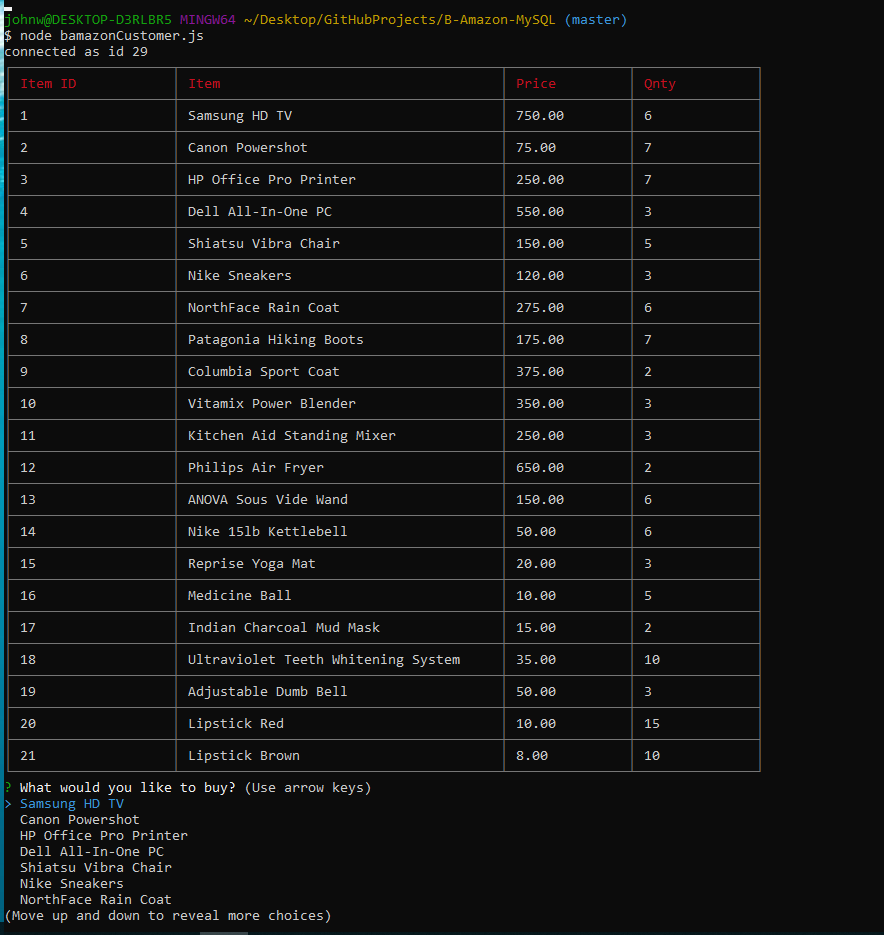 johnw@DESKTOP-D3RLBR5 MINGW64 ~/Desktop/GitHubProjects/B-Amazon-MySQL (master)
$ node bamazonCustomer.js
connected as id 29
Item ID Item Price Qnty
1 Samsung HD TV 750.00 6
2 Canon Powershot 75.00 7
3 HP Office Pro Printer 250.00 7
4 Dell All-In-One PC 550.00 3
5 Shiatsu Vibra Chair 150.00 5
6 Nike Sneakers 120.00 3
7 NorthFace Rain Coat 275.00 6
8 Patagonia Hiking Boots 175.00 7
9 Columbia Sport Coat 375.00 2
10 Vitamix Power Blender 350.00 3
11 Kitchen Aid Standing Mixer 250.00 3
12 Philips Air Fryer 650.00 2
13 ANOVA Sous Vide Wand 150.00 6
14 Nike 15lb Kettlebell 50.00 6
15 Reprise Yoga Mat 20.00 3
16 Medicine Ball 10.00 5
17 Indian Charcoal Mud Mask 15.00 2
18 Ultraviolet Teeth Whitening System 35.00 10
19 Adjustable Dumb Bell 50.00 3
20 Lipstick Red 10.00 15
21 Lipstick Brown 8.00 10
? What would you like to buy? (Use arrow keys)
> Samsung HD TV
Canon Powershot
HP Office Pro Printer
Dell All-In-One PC
Shiatsu Vibra Chair
Nike Sneakers
NorthFace Rain Coat
(Move up and down to reveal more choices)